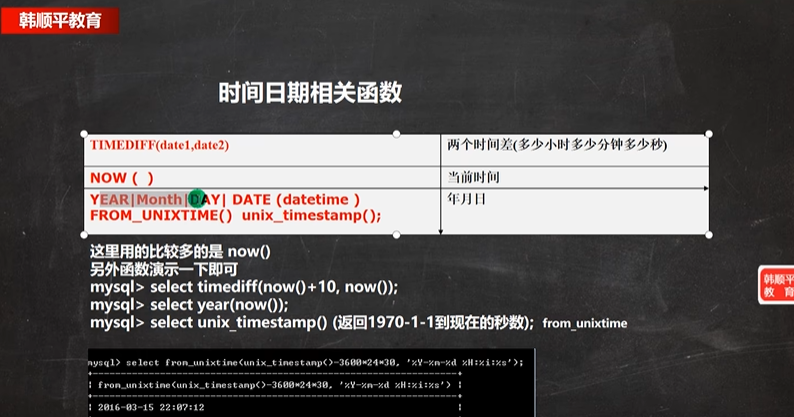 韩顺平教育
时间日期相关函数
TIMEDIFF(date1,date2)
两个时间差(多少小时多少分钟多少秒)
NOW ( )
当前时间
YEAR|Month|DAY| DATE (datetime )
FROM_UNIXTIME() unix_timestamp();
年月日
这里用的比较多的是 now()
另外函数演示一下即可
mysql> select timediff(now()+10, now());
mysql> select year(now());
mysql> select unix_timestamp() (返回1970-1-1到现在的秒数); from_unixtime
韩顺平
教 育
mysql> select from_unixtime(unix_timestamp()-3600*24*30, '%Y-%m-%d %H:%i:%s');
| from_unixtime(unix_timestamp()-3600*24*30, '%Y-%m-%d %H:%i:%s') |
| 2016-03-15 22:07:12